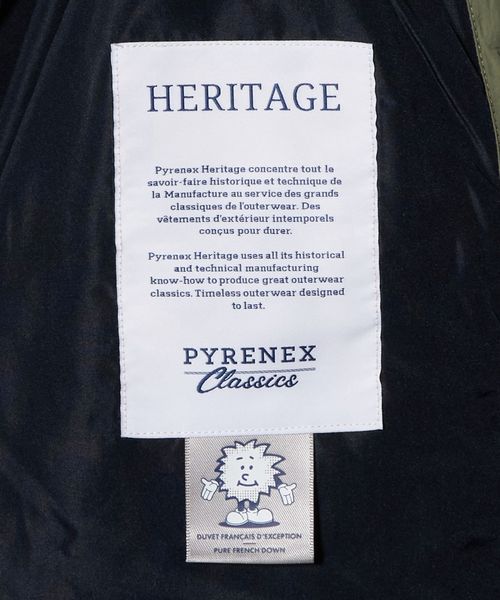 HERITAGE
Pyrenex Heritage concentre tout le
savoir-faire historique et technique de
la Manufacture au service des grands
classiques de l'outerwear. Des
vêtements d'extérieur intemporels
conçus pour durer.
Pyrenex Heritage uses all its historical
and technical manufacturing
know-how to produce great outerwear
classics. Timeless outerwear designed
to last.
PYRENEX
Classics
DUVET FRANÇAIS D'EXCEPTION
PURE FRENCH DOWN